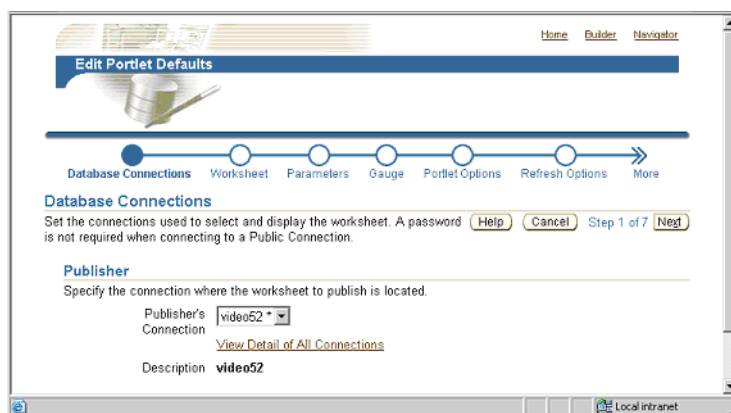 Home Builder Navigator
Edit Portlet Defaults
Database Connections Worksheet Parameters Gauge Portlet Options Refresh Options More
Database Connections
Set the connections used to select and display the worksheet. A password is not required when connecting to a Public Connection.
Help Cancel Step 1 of 7 Next
Publisher
Specify the connection where the worksheet to publish is located.
Publisher's Connection video52 *
View Detail of All Connections
Description video52
Local intranet